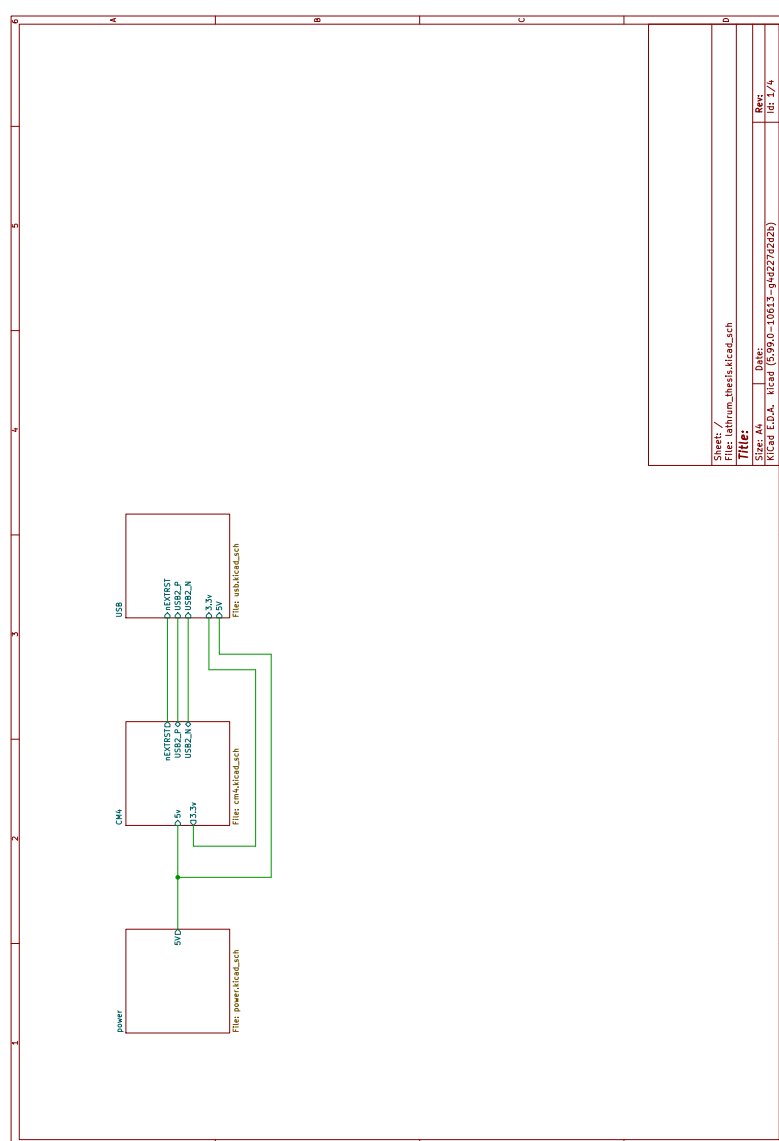 1
2
3
4
5
6
A
B
C
D
power
5V
File: power.kicad_sch
CM4
5v
3.3v
nEXTRST
USB2_P
USB2_N
File: cm4.kicad_sch
USB
nEXTRST
USB2_P
USB2_N
3.3v
5V
File: usb.kicad_sch
Sheet: /
File: lathrum_thesis.kicad_sch
Title:
Size: A4 Date: Rev:
KiCad E.D.A. kicad (5.99.0-10613-g4d227d2d2b) Id: 1/4